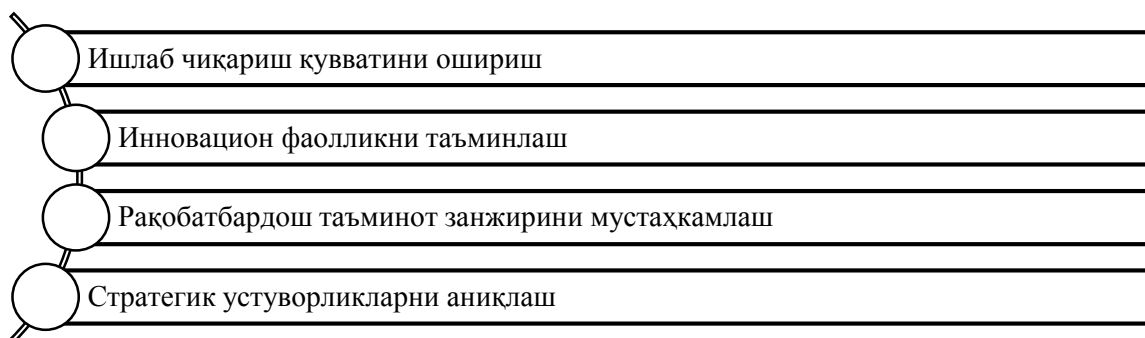 Ишлаб чиқариш қувватини ошириш
Инновацион фаолликни таъминлаш
Рақобатбардош таъминот занжирини мустаҳкамлаш
Стратегик устуворликларни аниқлаш